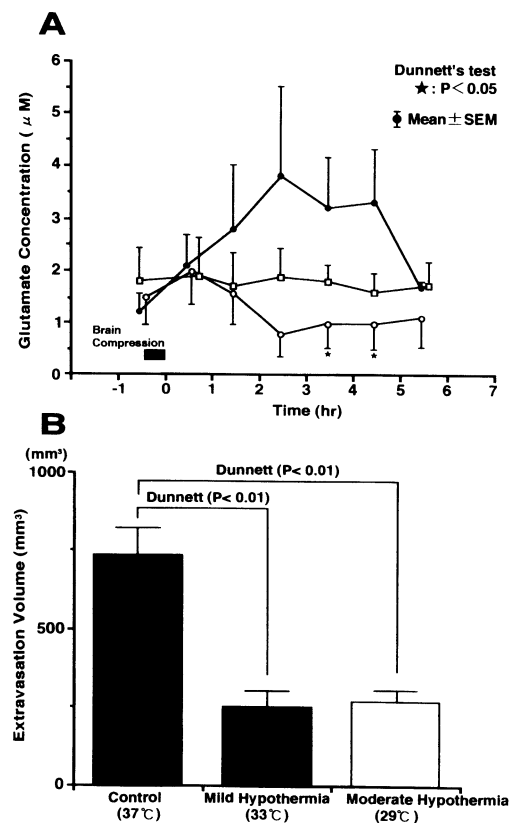 A
Dunnett's test
★: P< 0.05
Mean ± SEM
Glutamate Concentration ( μ M)
6
5
4
3
2
1
0
Brain
Compression
-1 0 1 2 3 4 5 6 7
Time (hr)
B
(mm³)
Extravasation Volume (mm³)
1000
500
0
Dunnett (P< 0.01)
Dunnett (P< 0.01)
Control Mild Hypothermia Moderate Hypothermia
(37℃) (33℃) (29℃)